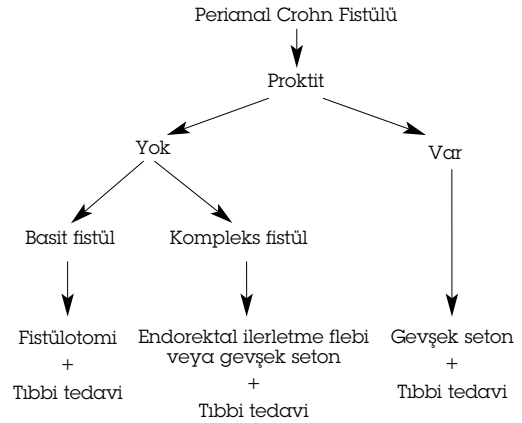 Perianal Crohn Fistülü
Proktit
Yok
Var
Basit fistül
Kompleks fistül
Fistülotomi
+
Tıbbi tedavi
Endorektal ilerletme flebi
veya gevşek seton
+
Tıbbi tedavi
Gevşek seton
+
Tıbbi tedavi